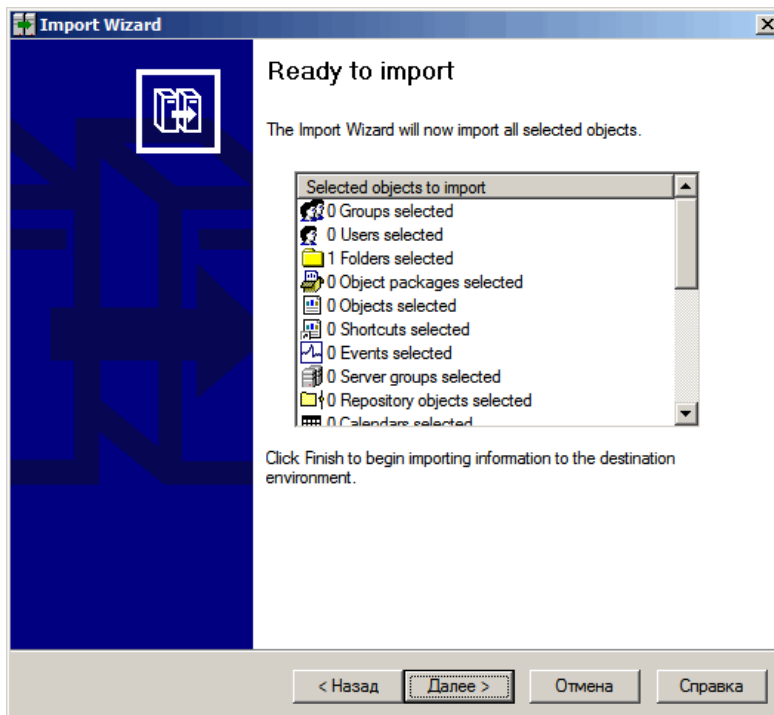 Import Wizard
Ready to import
The Import Wizard will now import all selected objects.
Selected objects to import
0 Groups selected
0 Users selected
1 Folders selected
0 Object packages selected
0 Objects selected
0 Shortcuts selected
0 Events selected
0 Server groups selected
0 Repository objects selected
0 Calendars selected
Click Finish to begin importing information to the destination
environment.
< Назад Далее > Отмена Справка